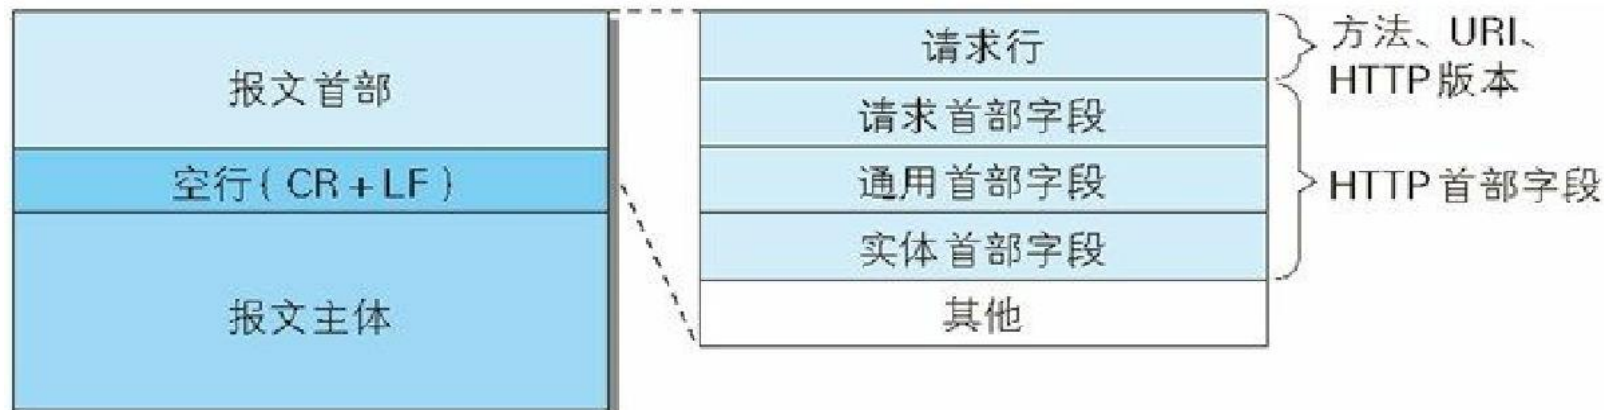 报文首部
空行(CR+LF)
报文主体
请求行
请求首部字段
通用首部字段
实体首部字段
其他
方法、URI、
HTTP版本
HTTP首部字段